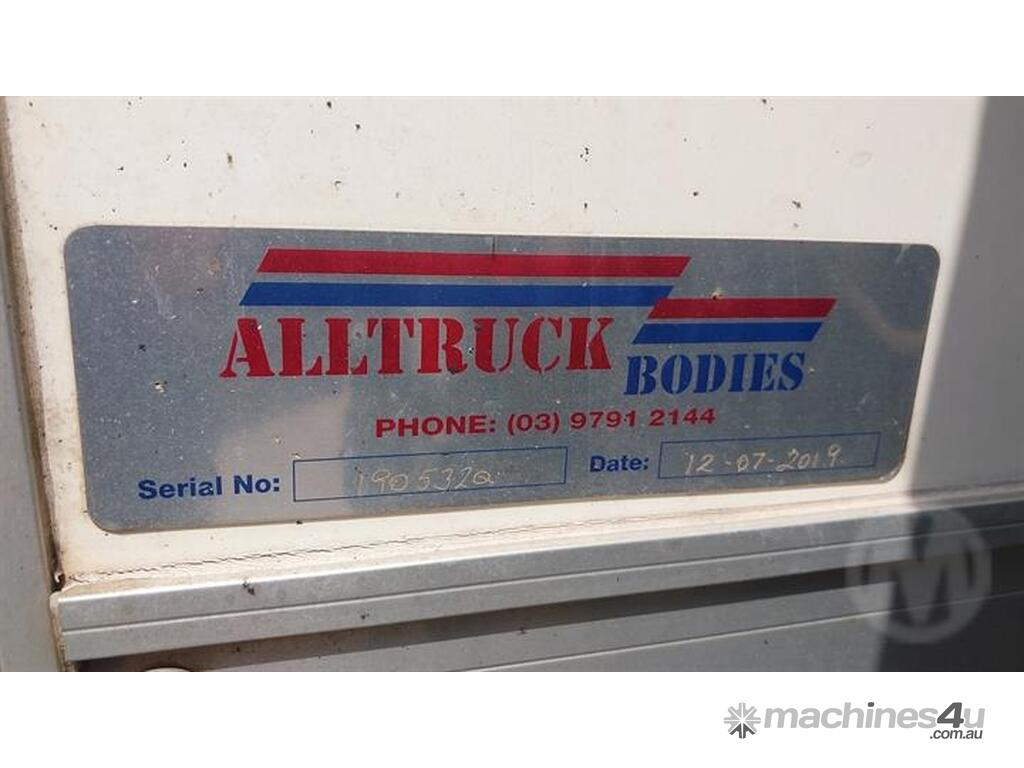 ALLTRUCK
BODIES
PHONE: (03) 9791 2144
Serial No: 190532Q Date: 12-07-2019
M
machines4u
.com.au